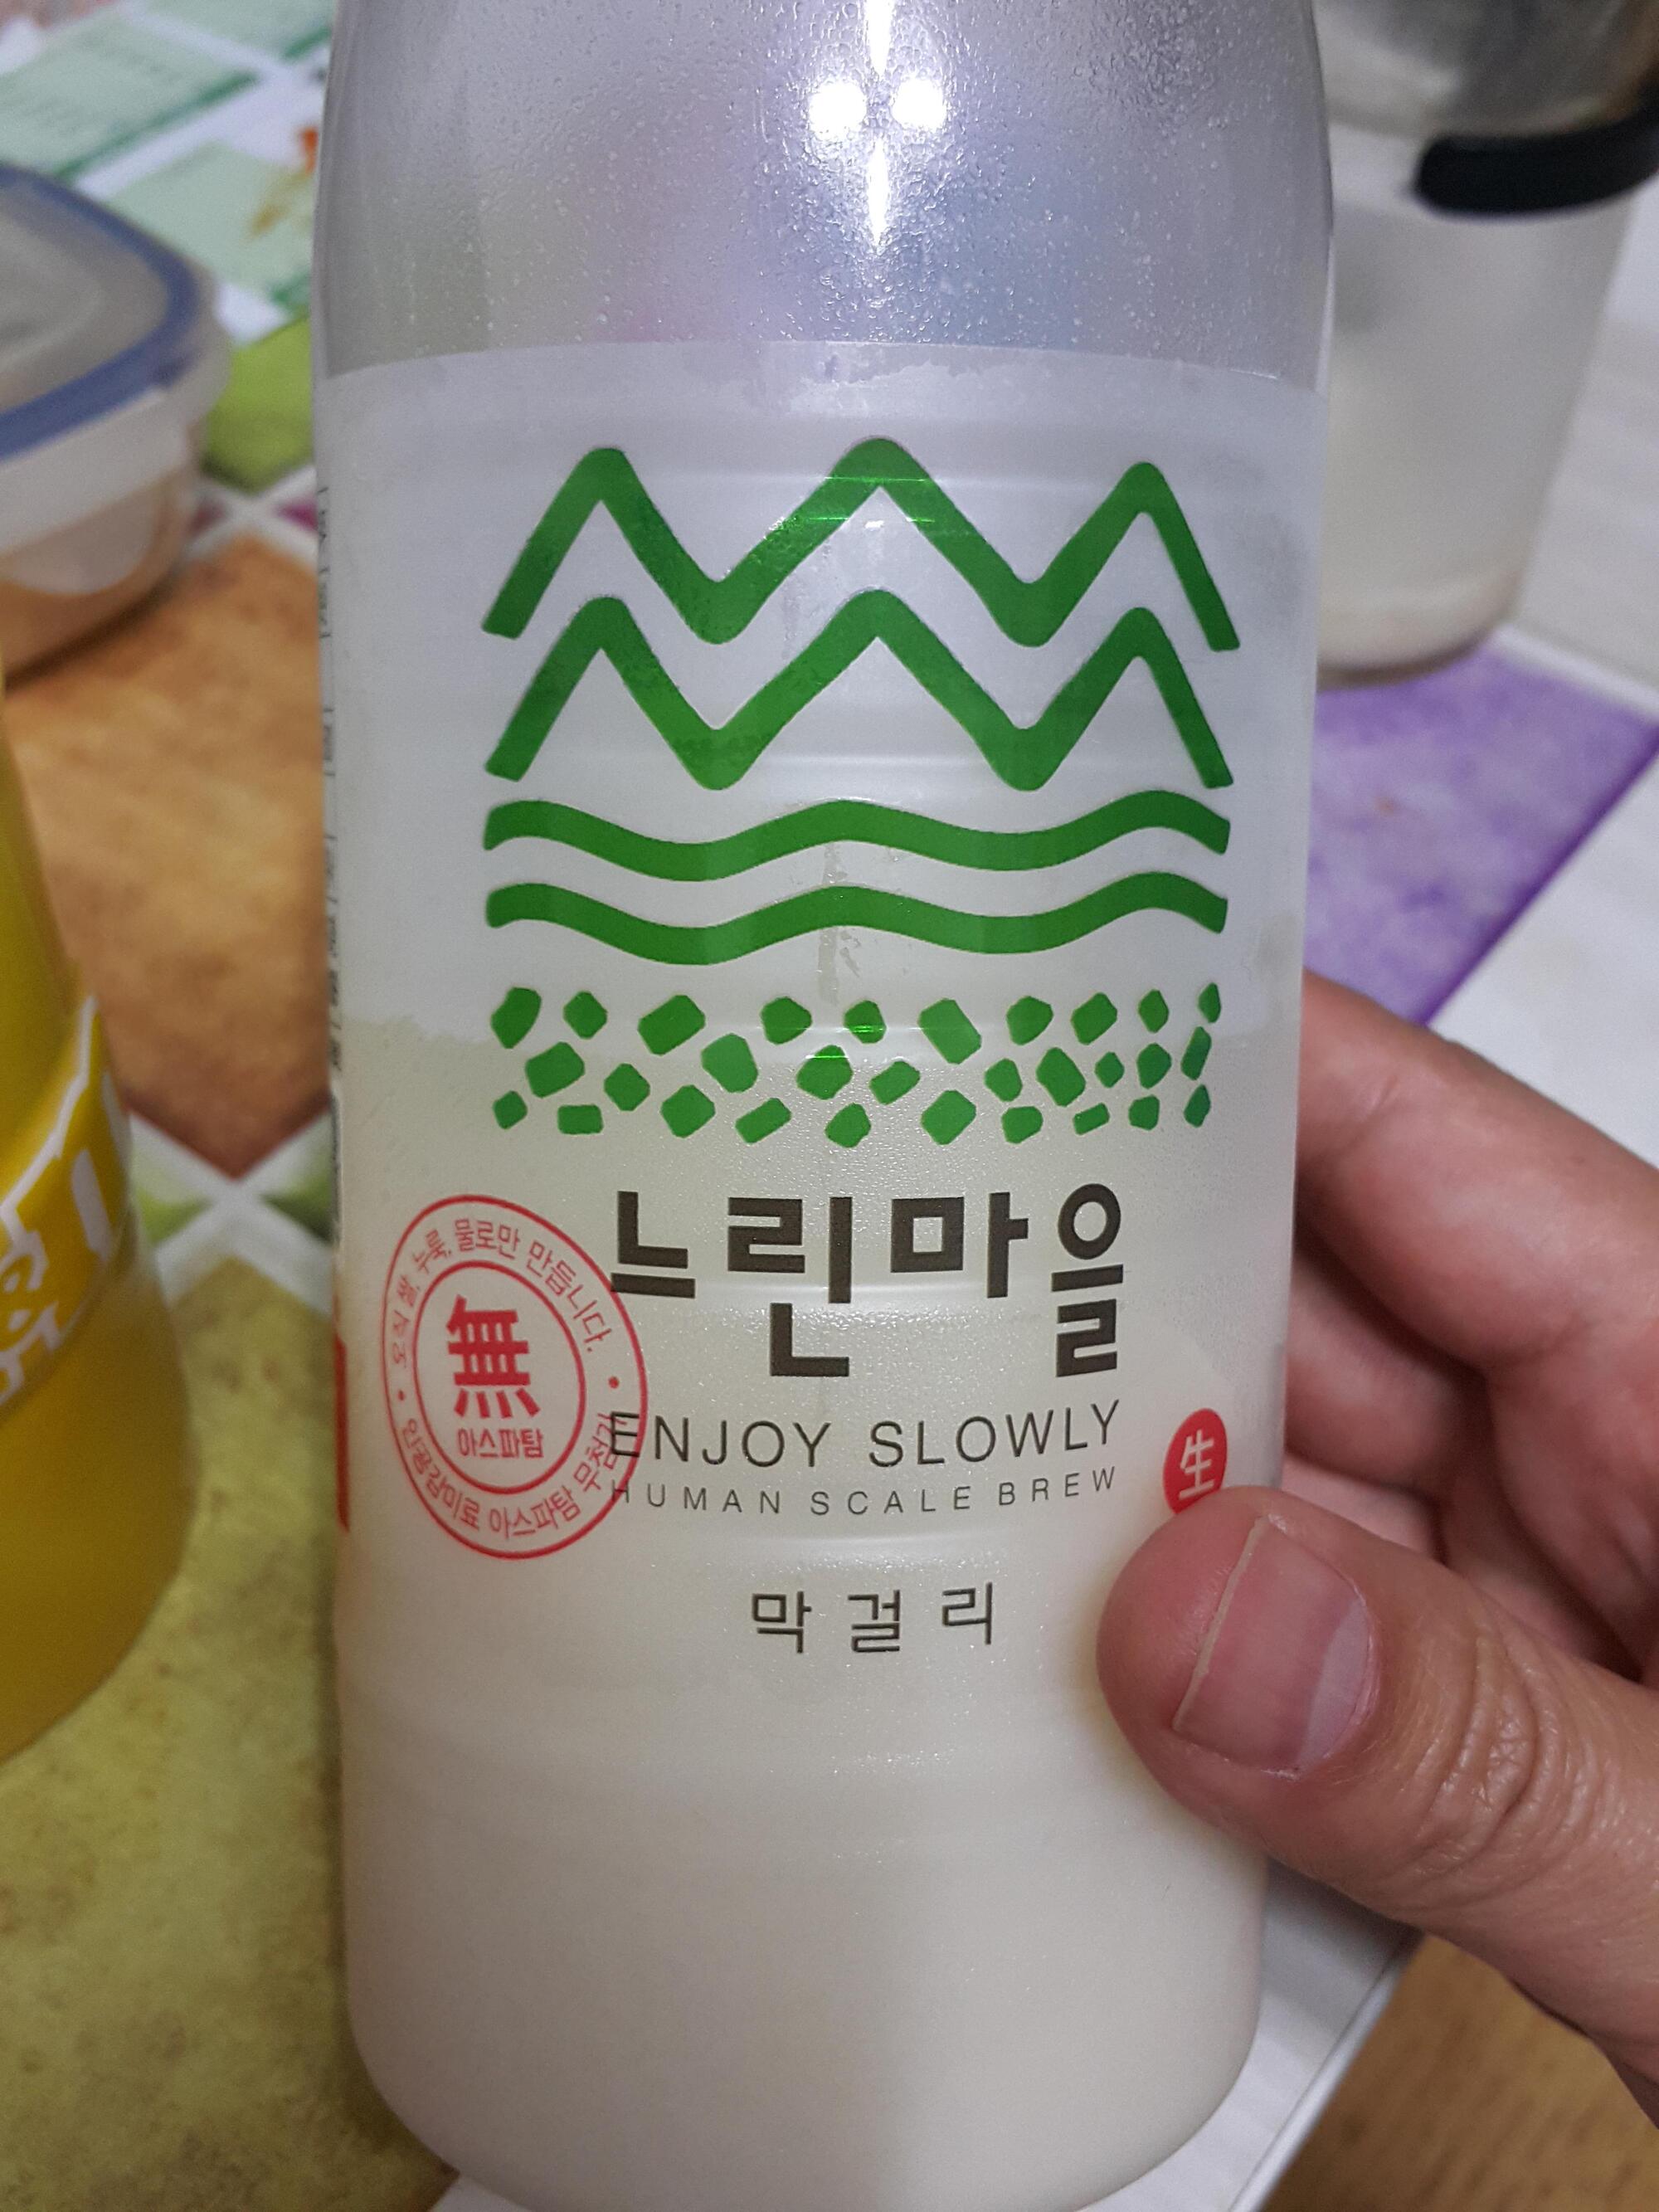 느린마을
ENJOY SLOWLY
HUMAN SCALE BREW
막걸리
오직 쌀, 누룩, 물로만 만듭니다.
無
아스파탐
인공감미료 아스파탐 무첨가
生